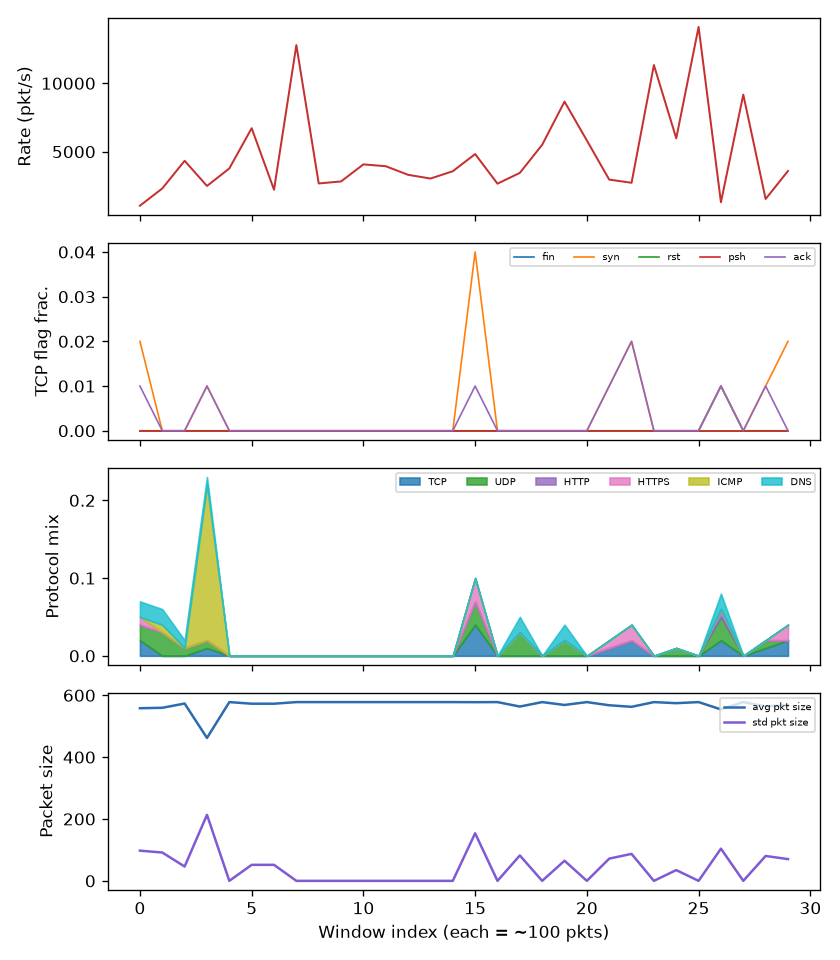 Rate (pkt/s)
10000
5000
TCP flag frac.
0.04
0.03
0.02
0.01
0.00
fin syn rst psh ack
Protocol mix
0.2
0.1
0.0
TCP UDP HTTP HTTPS ICMP DNS
Packet size
600
400
200
0
avg pkt size
std pkt size
0 5 10 15 20 25 30
Window index (each = ~100 pkts)